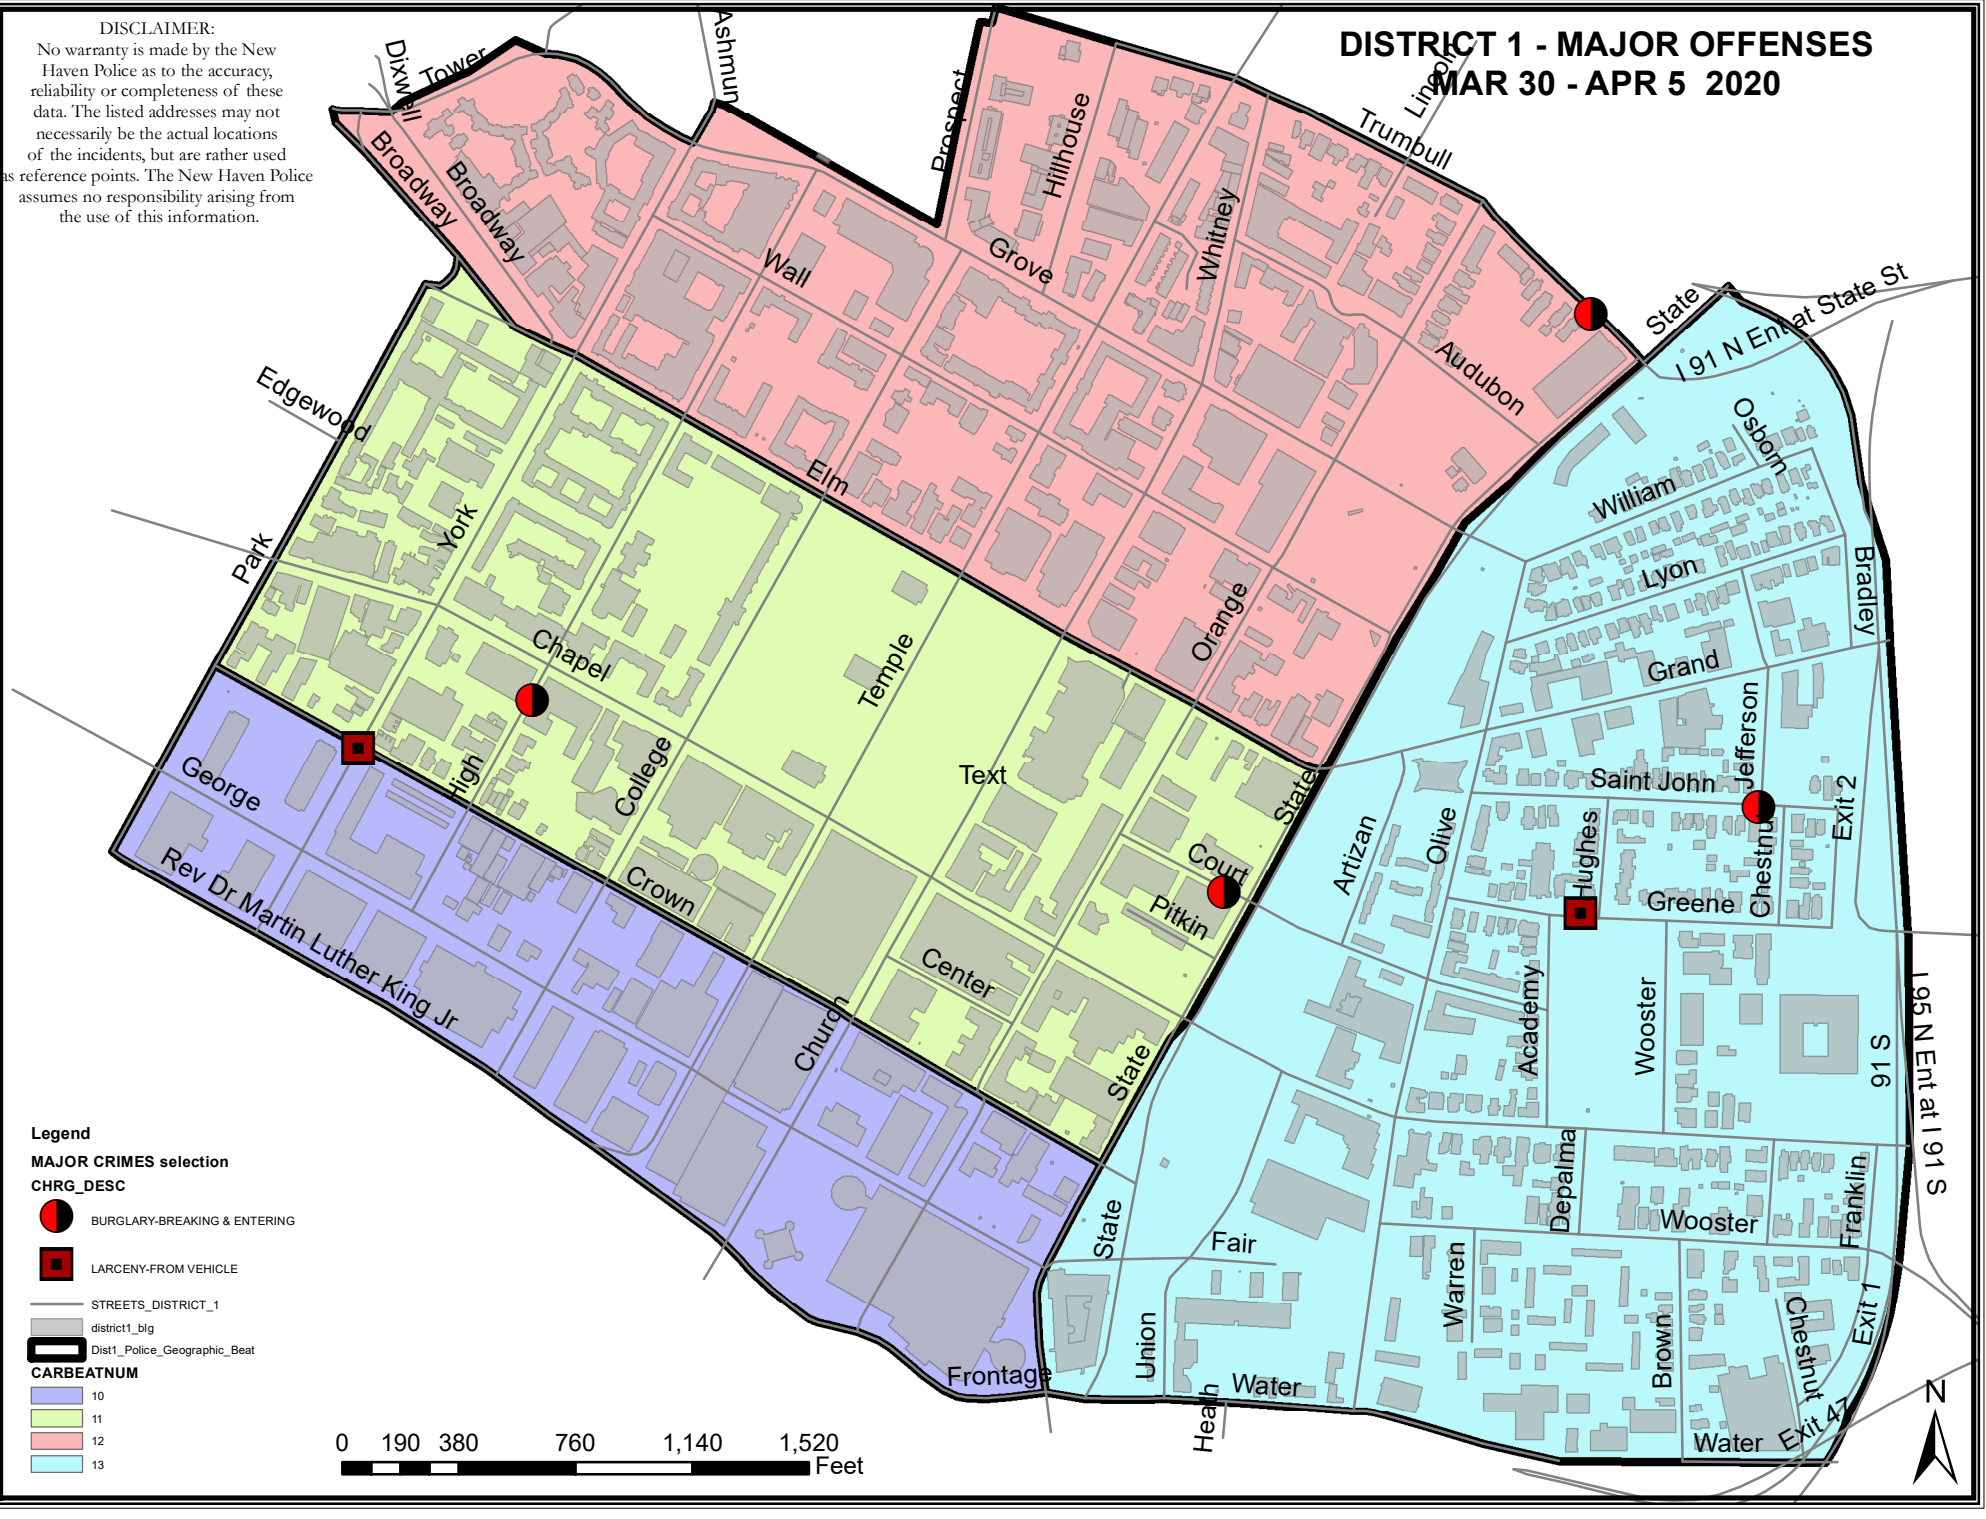 DISCLAIMER:
No warranty is made by the New
Haven Police as to the accuracy,
reliability or completeness of these
data. The listed addresses may not
necessarily be the actual locations
of the incidents, but are rather used
as reference points. The New Haven Police
assumes no responsibility arising from
the use of this information.
DISTRICT 1 - MAJOR OFFENSES
MAR 30 - APR 5 2020
Dixwell
Tower
Ashmun
Prospect
Hillhouse
Lincoln
Trumbull
Broadway
Broadway
Wall
Grove
Whitney
State
I 91 N Ent at State St
Audubon
Edgewood
Osborn
Elm
William
York
Park
Lyon
Bradley
Orange
Chapel
Temple
Grand
Jefferson
George
High
College
Text
State
Saint John
Exit 2
Artizan
Olive
Hughes
Court
Crown
Pitkin
Greene
Chestnut
Rev Dr Martin Luther King Jr
Center
Church
Academy
Wooster
91 S
I 95 N Ent at I 91 S
State
Depalma
Franklin
State
Fair
Wooster
Warren
Union
Brown
Chestnut
Exit 1
Frontage
Heath
Water
Water
Exit 47
Legend
MAJOR CRIMES selection
CHRG_DESC
BURGLARY-BREAKING & ENTERING
LARCENY-FROM VEHICLE
STREETS_DISTRICT_1
district1_blg
Dist1_Police_Geographic_Beat
CARBEATNUM
10
11
12
13
0 190 380 760 1,140 1,520
Feet
N